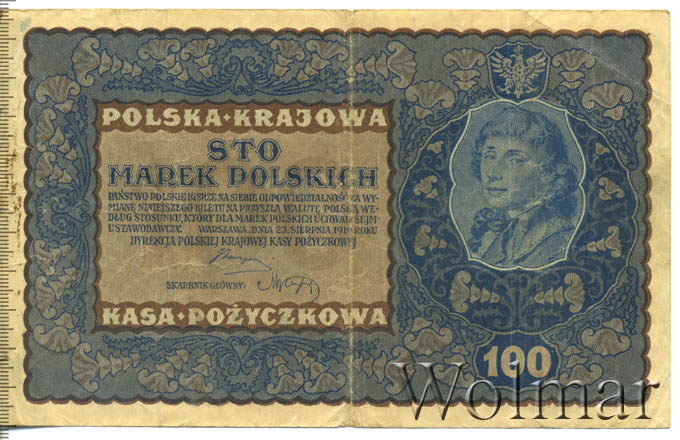 POLSKA·KRAJOWA
STO
MAREK POLSKICH
PAŃSTWO POLSKIE BIERZE NA SIEBIE ODPOWIEDZIALNOŚĆ ZA WY-
MIANĘ NINIEJSZEGO BILETU NA PRZYSZŁĄ WALUTĘ POLSKĄ WE-
DŁUG STOSUNKU, KTÓRY DLA MAREK POLSKICH UCHWALI SEJM
USTAWODAWCZY. WARSZAWA, DNIA 23. SIERPNIA 1919 ROKU
DYREKCJA POLSKIEJ KRAJOWEJ KASY POŻYCZKOWEJ
SKARBNIK GŁÓWNY:
KASA·POŻYCZKOWA
100
Wolmar